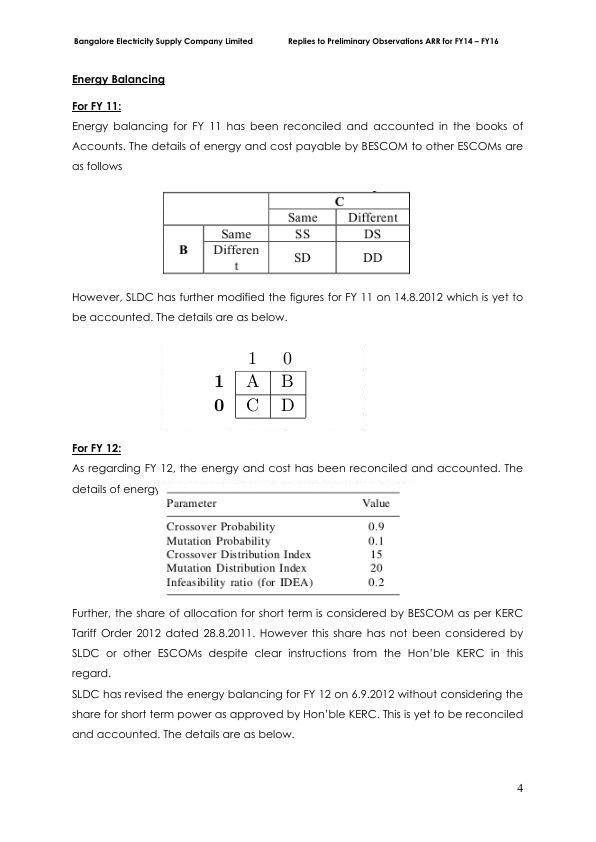 Bangalore Electricity Supply Company Limited Replies to Preliminary Observations ARR for FY14 – FY16
Energy Balancing
For FY 11:
Energy balancing for FY 11 has been reconciled and accounted in the books of
Accounts. The details of energy and cost payable by BESCOM to other ESCOMs are
as follows
C
Same Different
B Same SS DS
Differen
t SD DD
However, SLDC has further modified the figures for FY 11 on 14.8.2012 which is yet to
be accounted. The details are as below.
1 0
1 A B
0 C D
For FY 12:
As regarding FY 12, the energy and cost has been reconciled and accounted. The
details of energy
Parameter Value
Crossover Probability 0.9
Mutation Probability 0.1
Crossover Distribution Index 15
Mutation Distribution Index 20
Infeasibility ratio (for IDEA) 0.2
Further, the share of allocation for short term is considered by BESCOM as per KERC
Tariff Order 2012 dated 28.8.2011. However this share has not been considered by
SLDC or other ESCOMs despite clear instructions from the Hon'ble KERC in this
regard.
SLDC has revised the energy balancing for FY 12 on 6.9.2012 without considering the
share for short term power as approved by Hon'ble KERC. This is yet to be reconciled
and accounted. The details are as below.
4